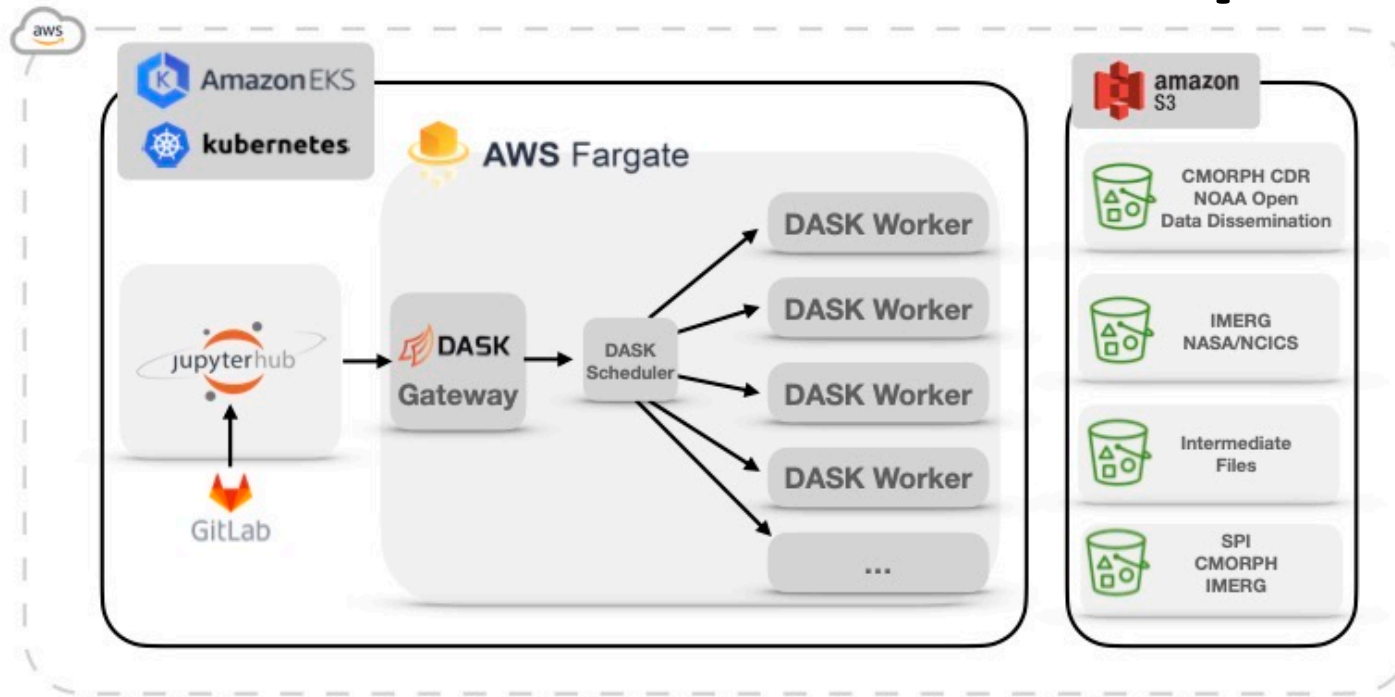 aws
Amazon EKS
kubernetes
AWS Fargate
jupyterhub
GitLab
DASK
Gateway
DASK
Scheduler
DASK Worker
DASK Worker
DASK Worker
DASK Worker
...
amazon
S3
CMORPH CDR
NOAA Open
Data Dissemination
IMERG
NASA/NCICS
Intermediate
Files
SPI
CMORPH
IMERG